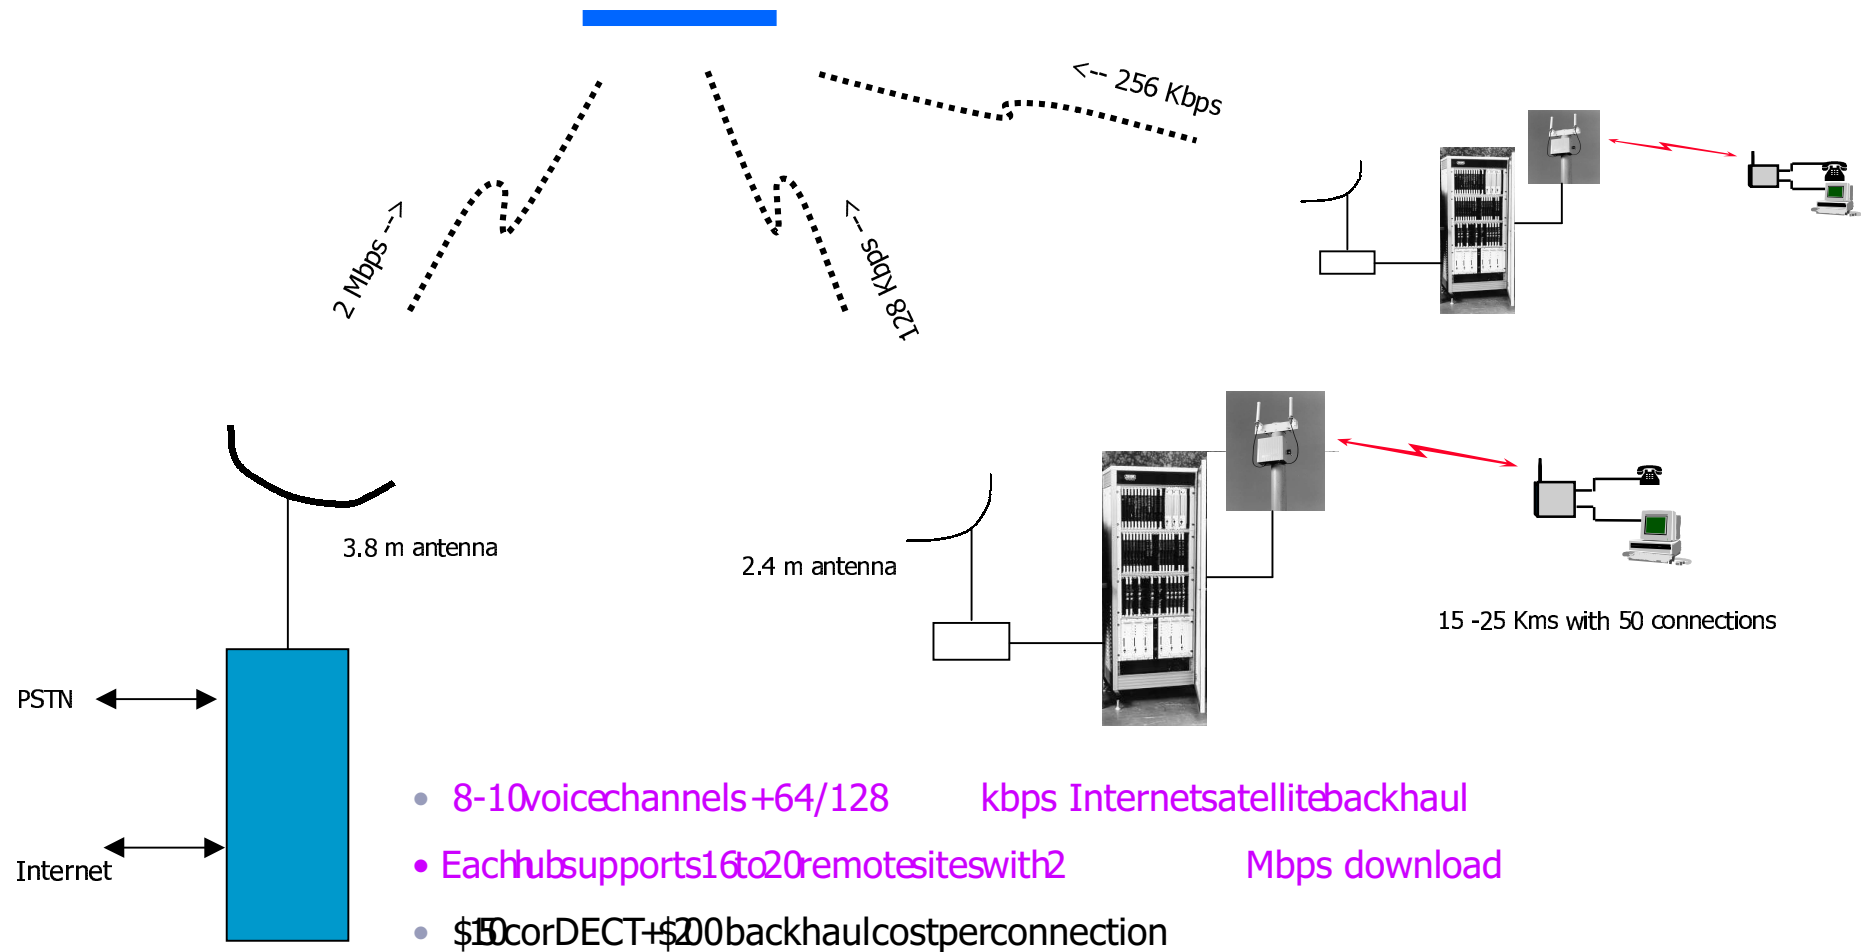 <-- 256 Kbps
2 Mbps -->
128 Kbps -->
3.8 m antenna
2.4 m antenna
15 -25 Kms with 50 connections
PSTN
Internet
• 8-10 voice channels +64/128 kbps Internet satellite backhaul
• Each hub supports 16 to 20 remote sites with 2 Mbps download
• corDECT+$200 backhaul cost per connection